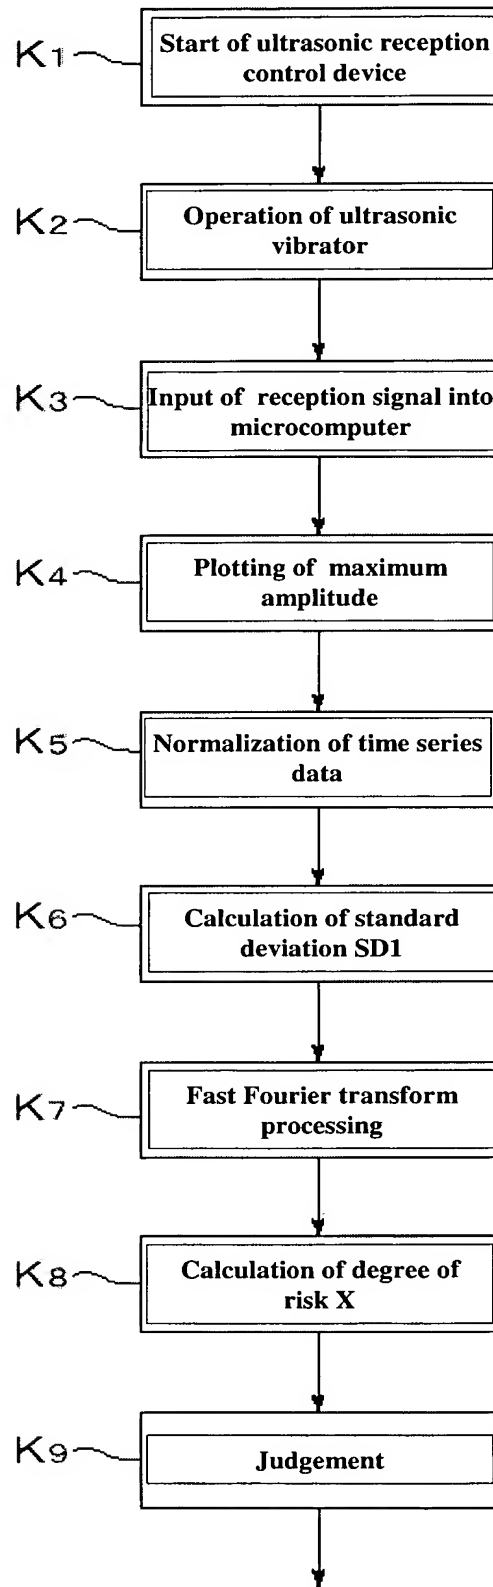 K1
Start of ultrasonic reception
control device
K2
Operation of ultrasonic
vibrator
K3
Input of reception signal into
microcomputer
K4
Plotting of maximum
amplitude
K5
Normalization of time series
data
K6
Calculation of standard
deviation SD1
K7
Fast Fourier transform
processing
K8
Calculation of degree of
risk X
K9
Judgement